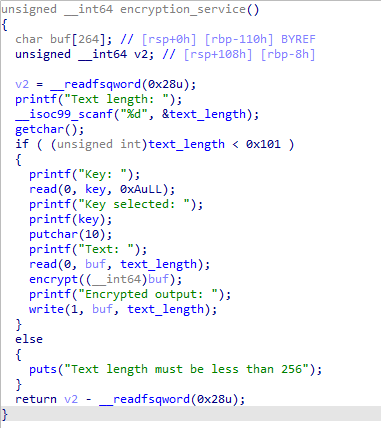 unsigned __int64 encryption_service()
{
char buf[264]; // [rsp+0h] [rbp-110h] BYREF
unsigned __int64 v2; // [rsp+108h] [rbp-8h]
v2 = __readfsqword(0x28u);
printf("Text length: ");
__isoc99_scanf("%d", &text_length);
getchar();
if ( (unsigned int)text_length < 0x101 )
{
printf("Key: ");
read(0, key, 0xAuLL);
printf("Key selected: ");
printf(key);
putchar(10);
printf("Text: ");
read(0, buf, text_length);
encrypt((__int64)buf);
printf("Encrypted output: ");
write(1, buf, text_length);
}
else
{
puts("Text length must be less than 256");
}
return v2 - __readfsqword(0x28u);
}